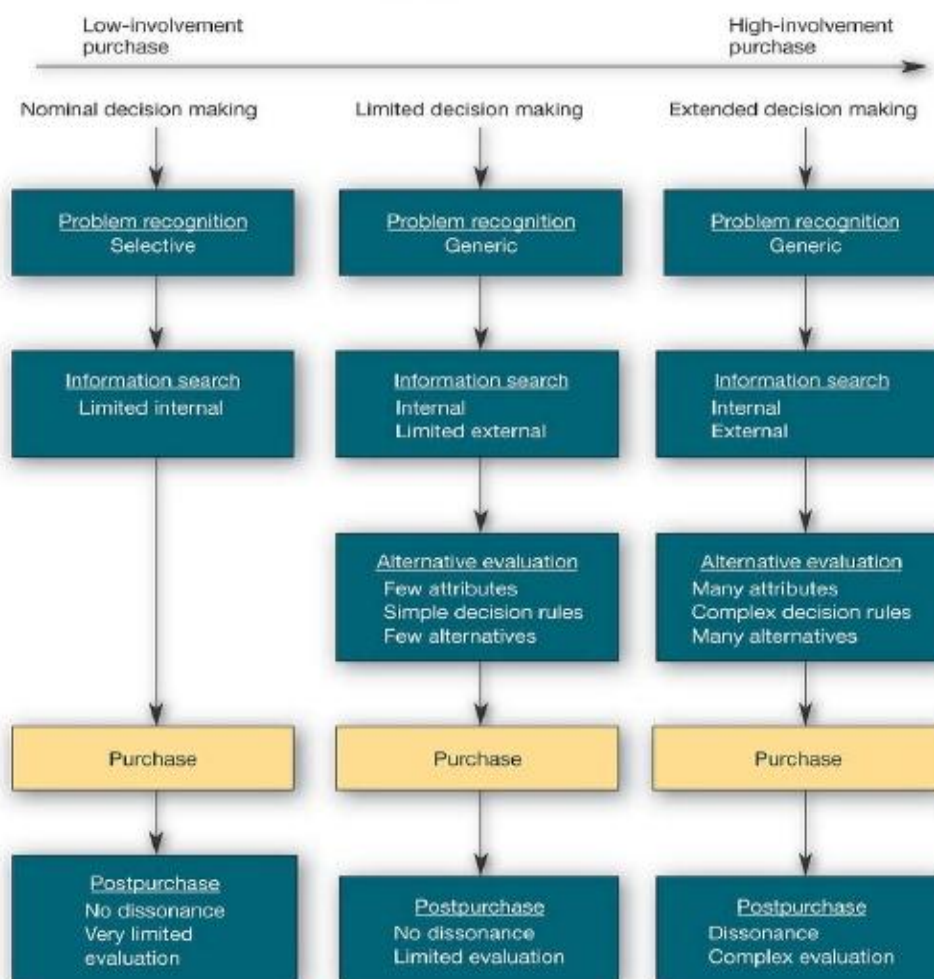 Low-involvement
purchase
High-involvement
purchase
Nominal decision making
Limited decision making
Extended decision making
Problem recognition
Selective
Problem recognition
Generic
Problem recognition
Generic
Information search
Limited internal
Information search
Internal
Limited external
Information search
Internal
External
Alternative evaluation
Few attributes
Simple decision rules
Few alternatives
Alternative evaluation
Many attributes
Complex decision rules
Many alternatives
Purchase
Purchase
Purchase
Postpurchase
No dissonance
Very limited
evaluation
Postpurchase
No dissonance
Limited evaluation
Postpurchase
Dissonance
Complex evaluation